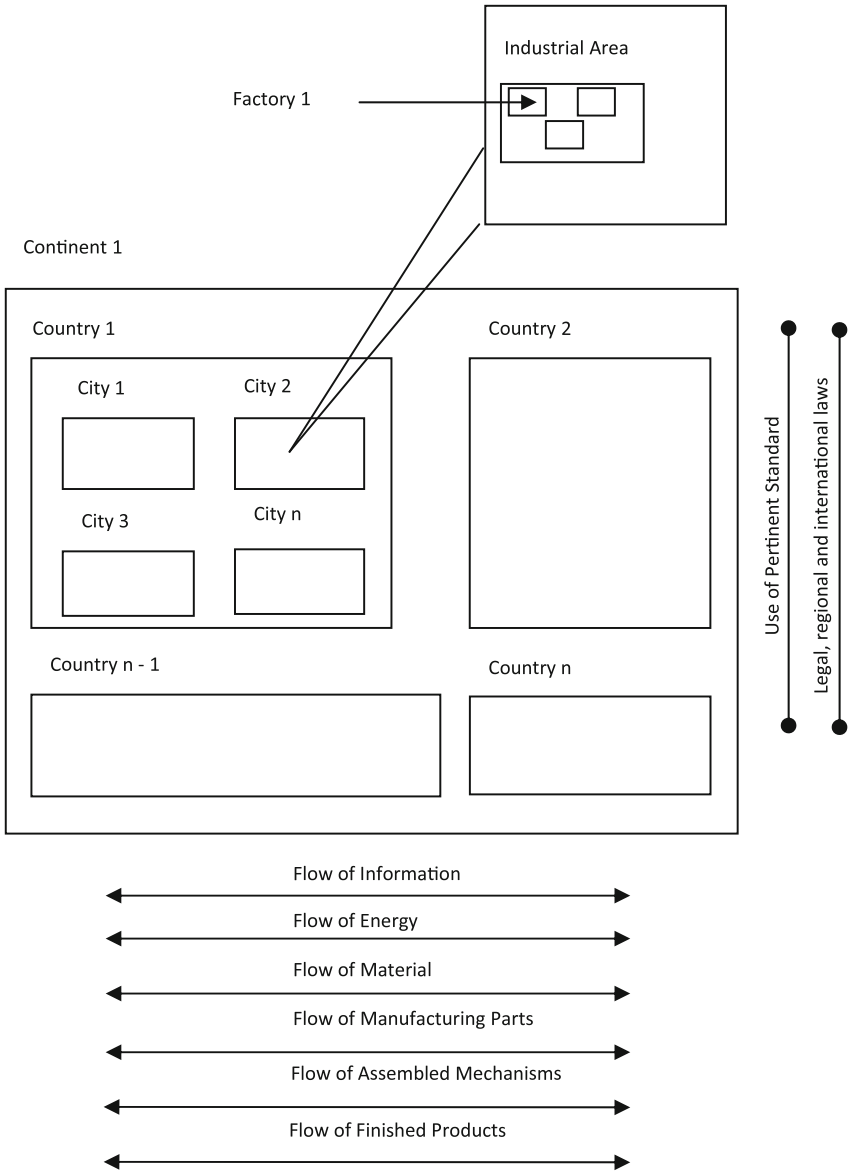 Industrial Area
Factory 1
Continent 1
Country 1
Country 2
City 1
City 2
City 3
City n
Country n - 1
Country n
Use of Pertinent Standard
Legal, regional and international laws
Flow of Information
Flow of Energy
Flow of Material
Flow of Manufacturing Parts
Flow of Assembled Mechanisms
Flow of Finished Products